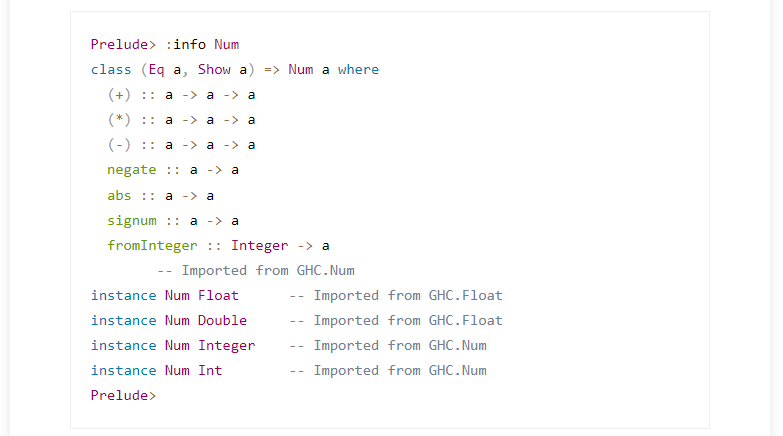 Prelude> :info Num
class (Eq a, Show a) => Num a where
  (+) :: a -> a -> a
  (*) :: a -> a -> a
  (-) :: a -> a -> a
  negate :: a -> a
  abs :: a -> a
  signum :: a -> a
  fromInteger :: Integer -> a
        -- Imported from GHC.Num
instance Num Float      -- Imported from GHC.Float
instance Num Double     -- Imported from GHC.Float
instance Num Integer    -- Imported from GHC.Num
instance Num Int        -- Imported from GHC.Num
Prelude>